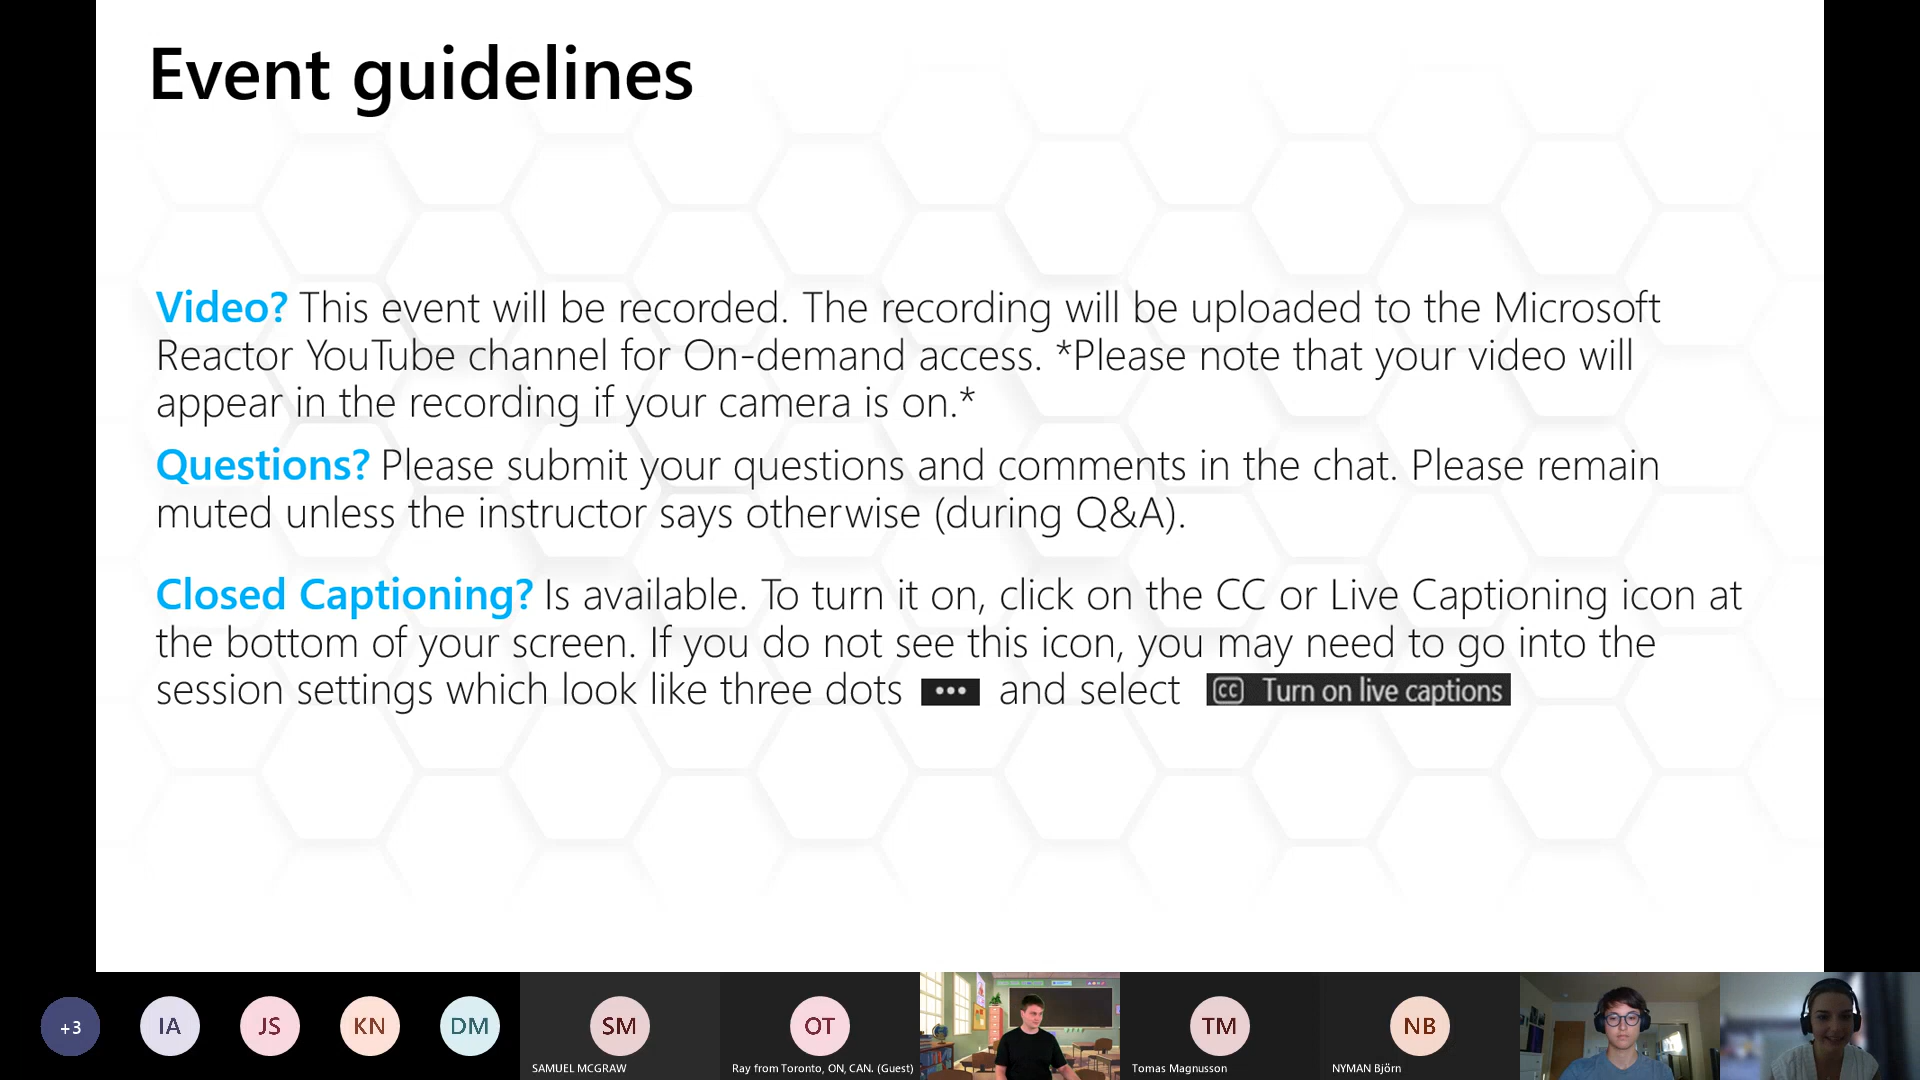 Event guidelines
Video? This event will be recorded. The recording will be uploaded to the Microsoft
Reactor YouTube channel for On-demand access. *Please note that your video will
appear in the recording if your camera is on.*
Questions? Please submit your questions and comments in the chat. Please remain
muted unless the instructor says otherwise (during Q&A).
Closed Captioning? Is available. To turn it on, click on the CC or Live Captioning icon at
the bottom of your screen. If you do not see this icon, you may need to go into the
session settings which look like three dots ••• and select CC Turn on live captions
+3 IA JS KN DM SM OT TM NB
SAMUEL MCGRAW Ray from Toronto, ON, CAN. (Guest) Tomas Magnusson NYMAN Björn